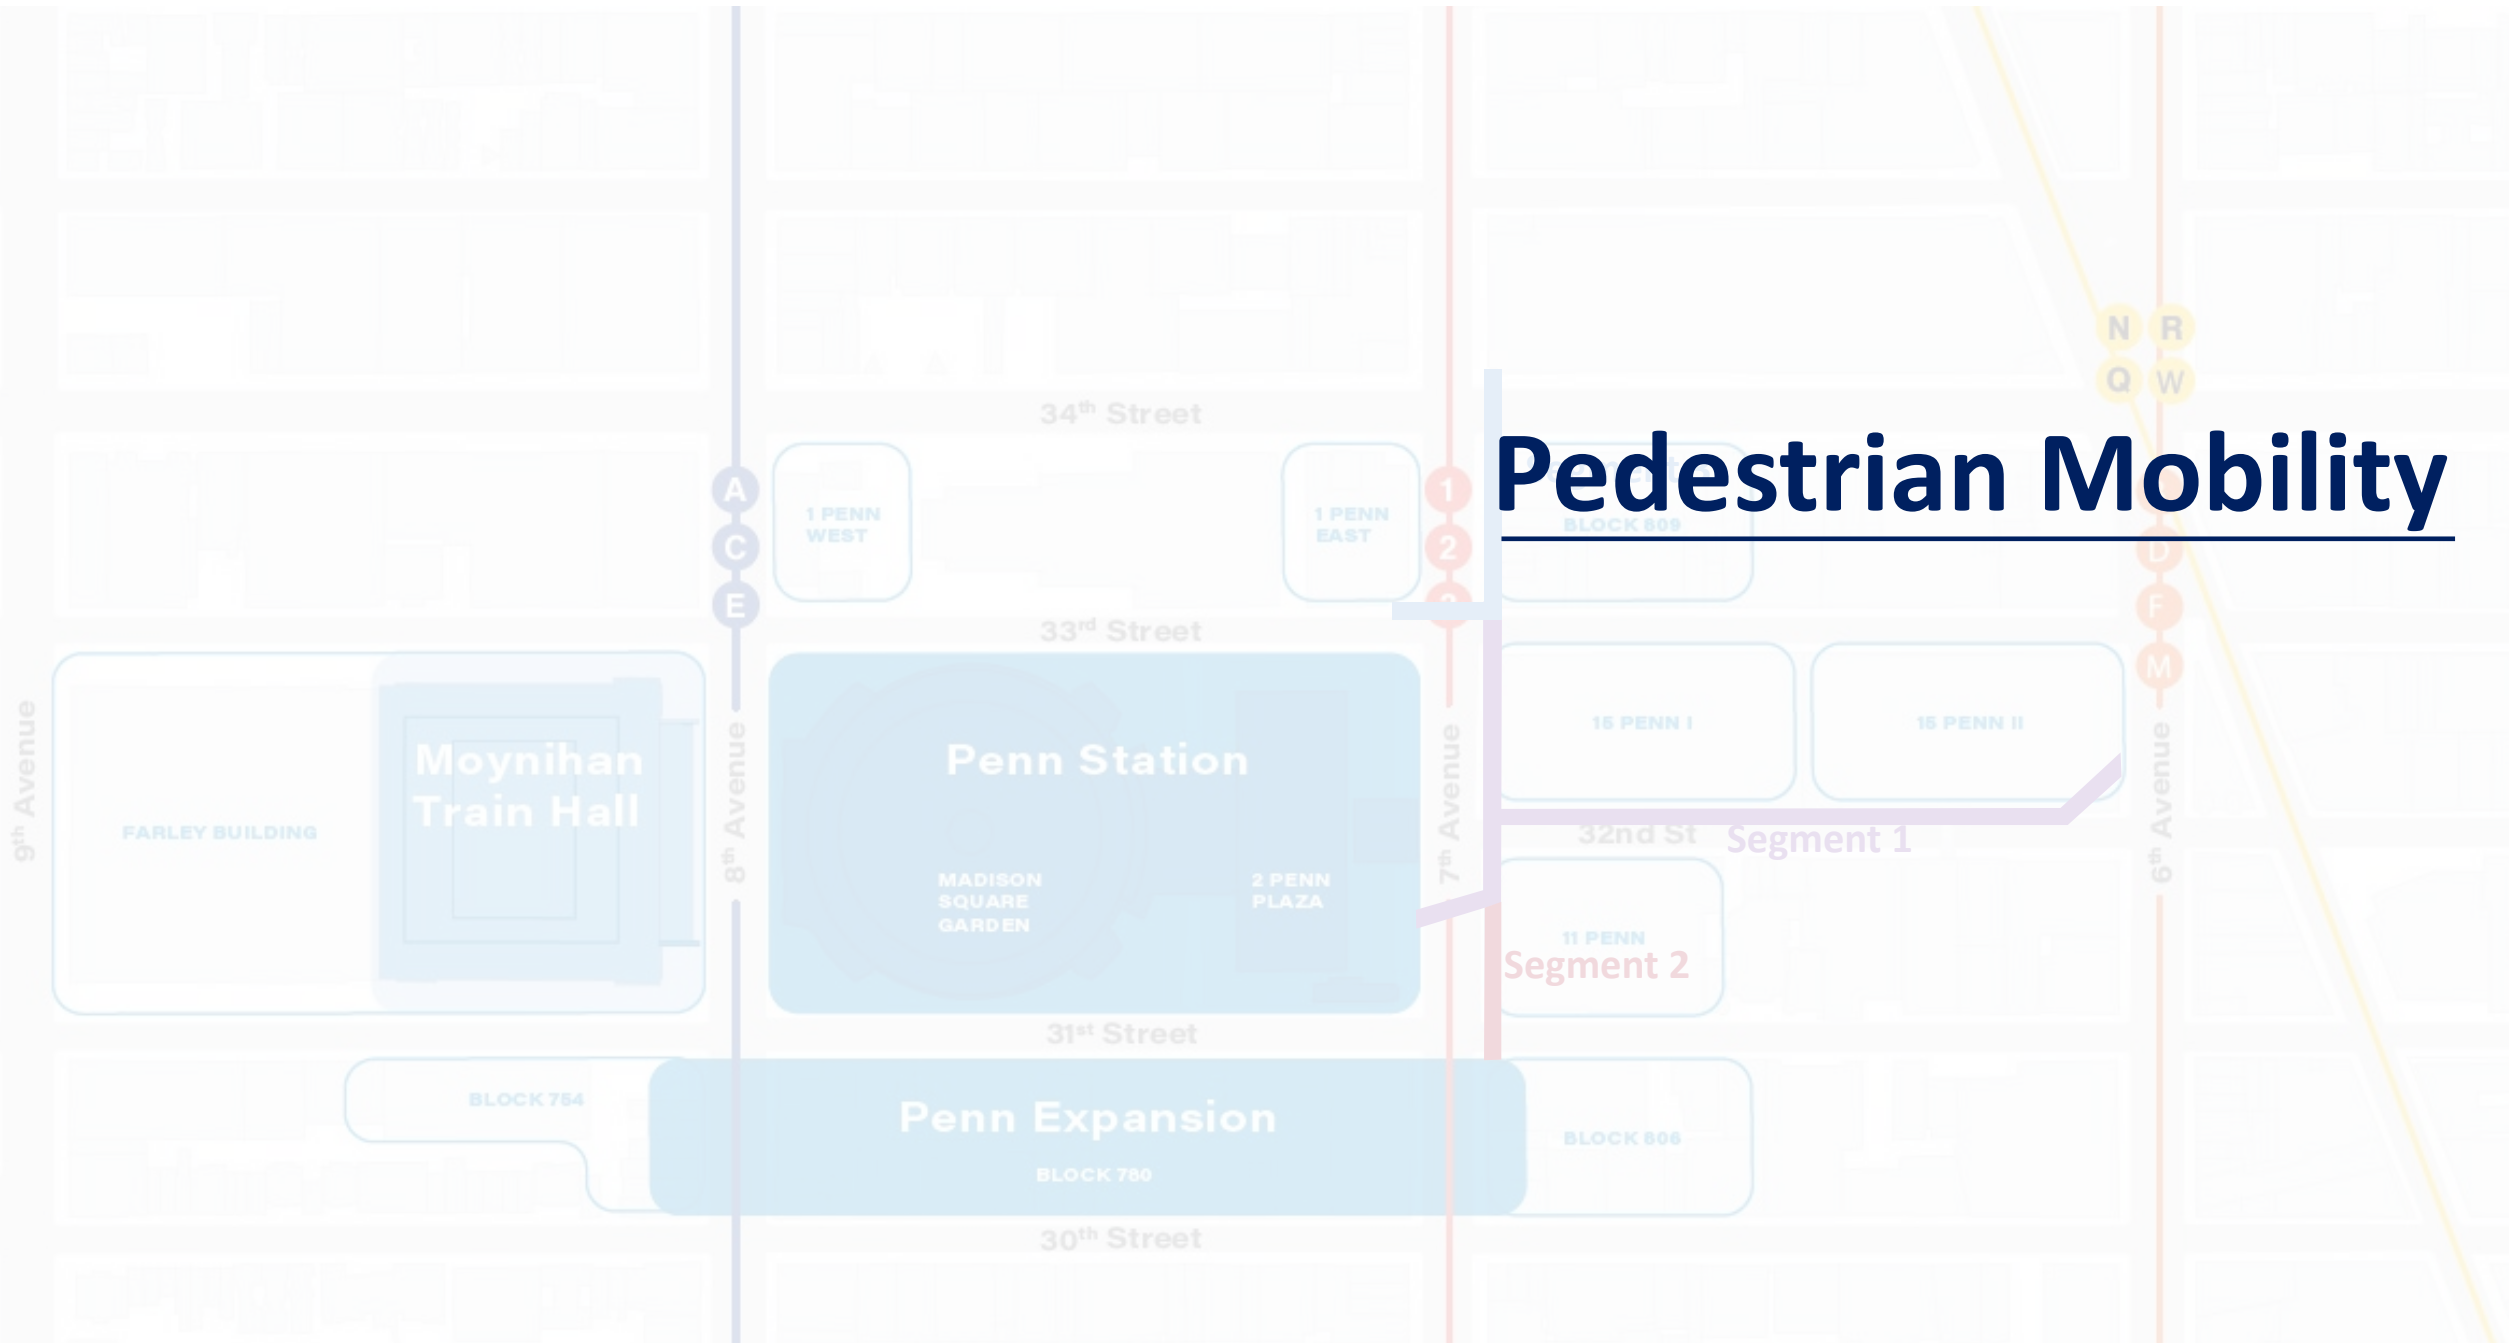 N R
Q W
34th Street
Pedestrian Mobility
A
C
E
1 PENN
WEST
1 PENN
EAST
1
2
BLOCK 809
D
F
M
33rd Street
9th Avenue
Moynihan
Train Hall
FARLEY BUILDING
8th Avenue
Penn Station
MADISON
SQUARE
GARDEN
2 PENN
PLAZA
7th Avenue
15 PENN I
15 PENN II
6th Avenue
32nd St
Segment 1
11 PENN
Segment 2
31st Street
BLOCK 754
Penn Expansion
BLOCK 780
BLOCK 806
30th Street